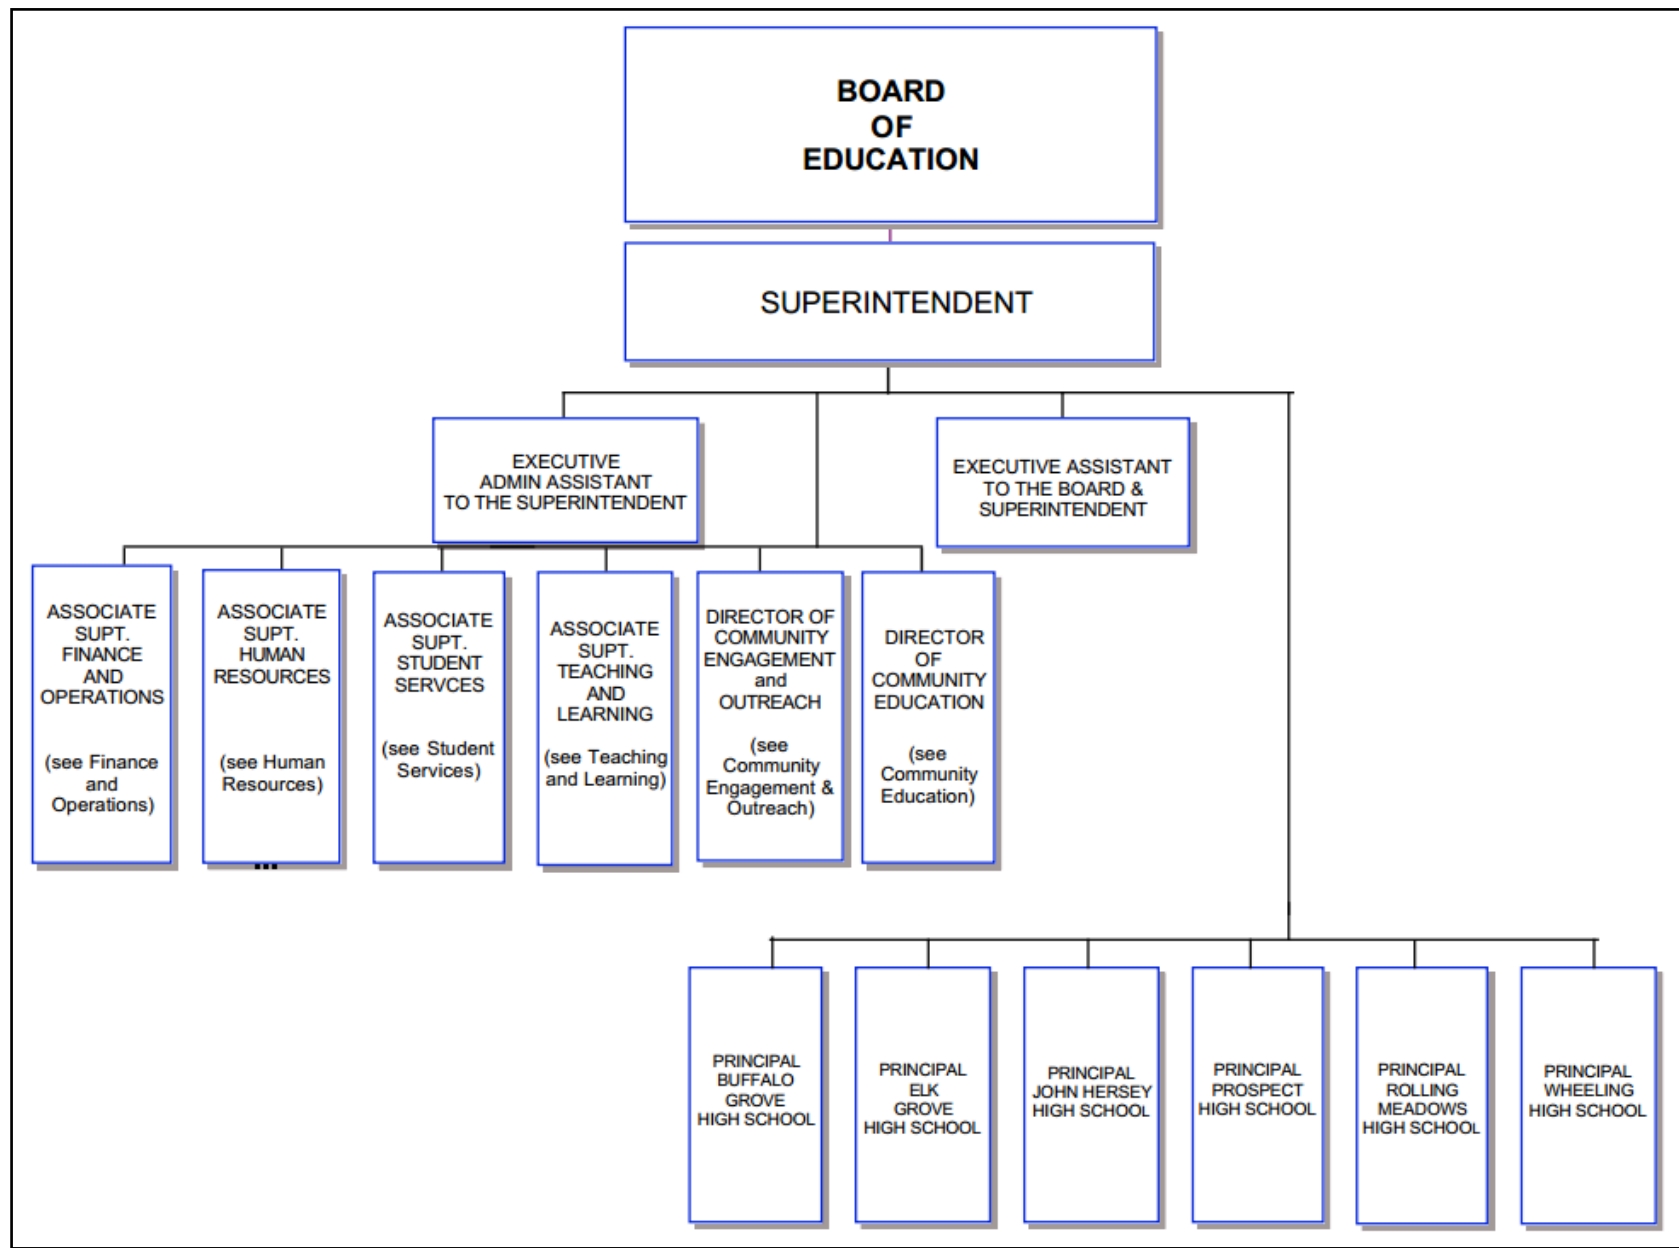 BOARD
OF
EDUCATION
SUPERINTENDENT
EXECUTIVE
ADMIN ASSISTANT
TO THE SUPERINTENDENT
EXECUTIVE ASSISTANT
TO THE BOARD &
SUPERINTENDENT
ASSOCIATE
SUPT.
FINANCE
AND
OPERATIONS
(see Finance
and
Operations)
ASSOCIATE
SUPT.
HUMAN
RESOURCES
(see Human
Resources)
ASSOCIATE
SUPT.
STUDENT
SERVCES
(see Student
Services)
ASSOCIATE
SUPT.
TEACHING
AND
LEARNING
(see Teaching
and Learning)
DIRECTOR OF
COMMUNITY
ENGAGEMENT
and
OUTREACH
(see
Community
Engagement &
Outreach)
DIRECTOR
OF
COMMUNITY
EDUCATION
(see
Community
Education)
PRINCIPAL
BUFFALO
GROVE
HIGH SCHOOL
PRINCIPAL
ELK
GROVE
HIGH SCHOOL
PRINCIPAL
JOHN HERSEY
HIGH SCHOOL
PRINCIPAL
PROSPECT
HIGH SCHOOL
PRINCIPAL
ROLLING
MEADOWS
HIGH SCHOOL
PRINCIPAL
WHEELING
HIGH SCHOOL